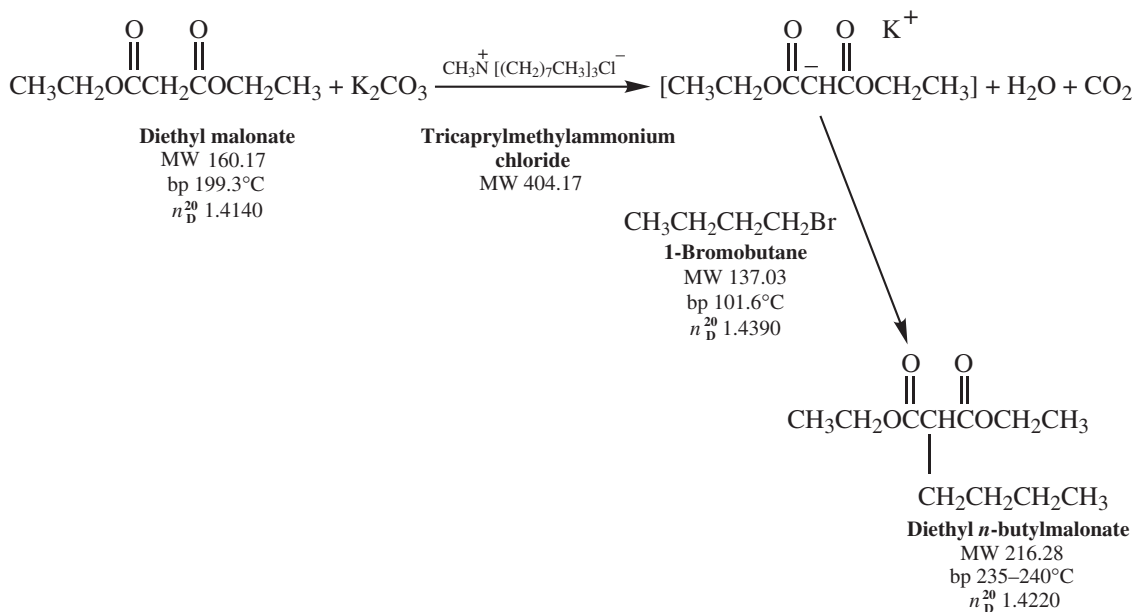 O O
CH3CH2OCCH2COCH2CH3 + K2CO3
CH3N+ [(CH2)7CH3]3Cl−
O O K+
[CH3CH2OCCHCOCH2CH3] + H2O + CO2
−
Diethyl malonate
MW 160.17
bp 199.3°C
n20D 1.4140
Tricaprylmethylammonium
chloride
MW 404.17
CH3CH2CH2CH2Br
1-Bromobutane
MW 137.03
bp 101.6°C
n20D 1.4390
O O
CH3CH2OCCHCOCH2CH3
CH2CH2CH2CH3
Diethyl n-butylmalonate
MW 216.28
bp 235–240°C
n20D 1.4220